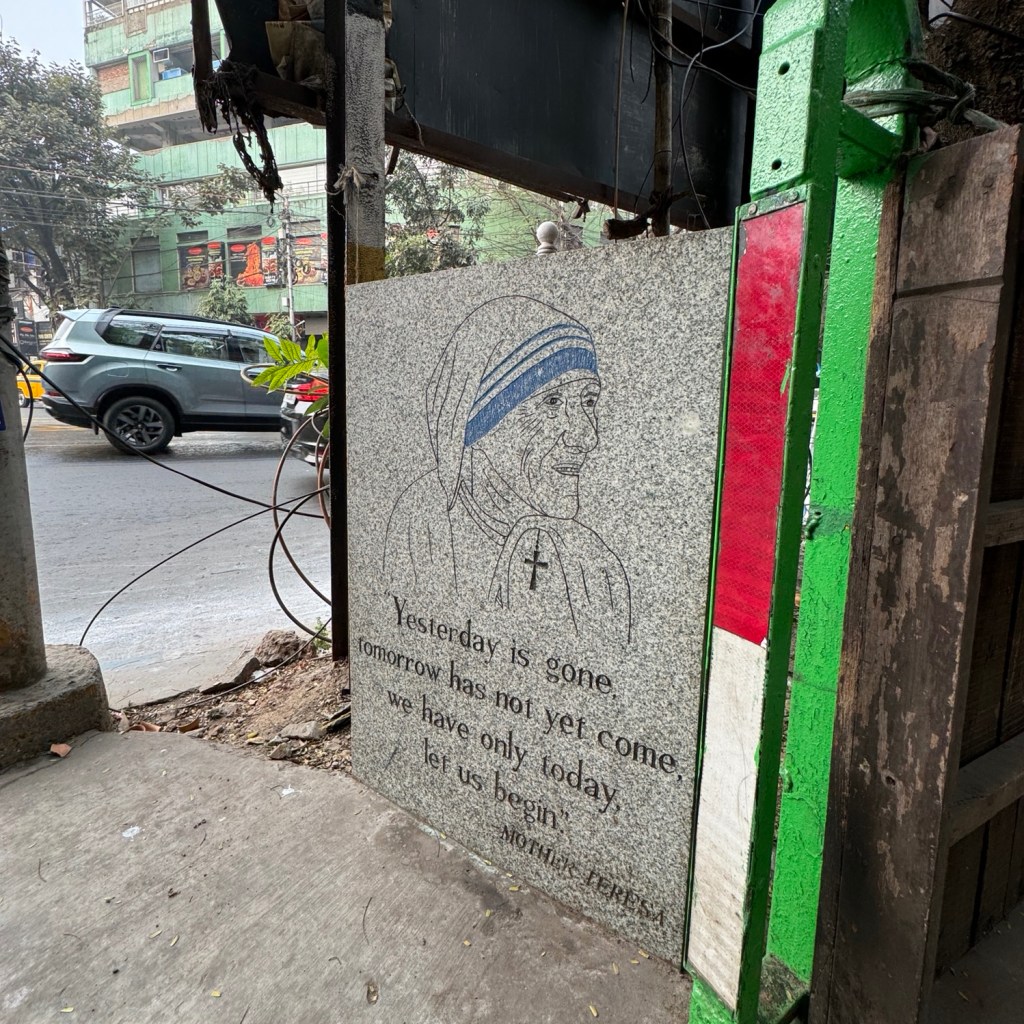 Yesterday is gone,
tomorrow has not yet come,
we have only today,
let us begin"
MOTHER TERESA